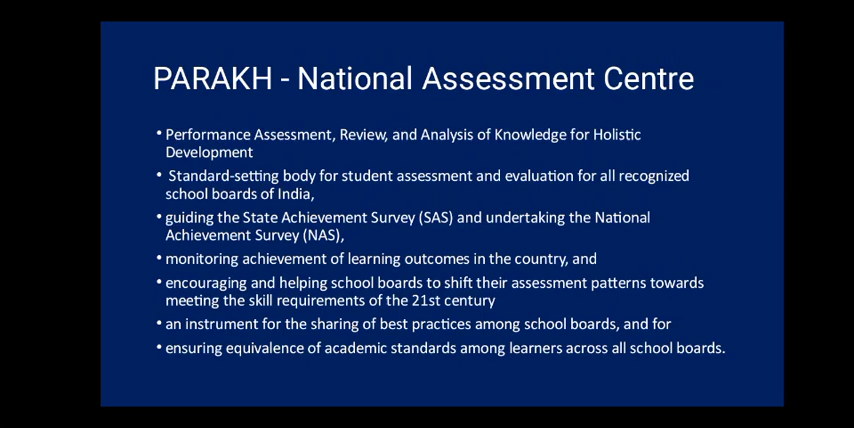 PARAKH - National Assessment Centre
• Performance Assessment, Review, and Analysis of Knowledge for Holistic
Development
• Standard-setting body for student assessment and evaluation for all recognized
school boards of India,
• guiding the State Achievement Survey (SAS) and undertaking the National
Achievement Survey (NAS),
• monitoring achievement of learning outcomes in the country, and
• encouraging and helping school boards to shift their assessment patterns towards
meeting the skill requirements of the 21st century
• an instrument for the sharing of best practices among school boards, and for
• ensuring equivalence of academic standards among learners across all school boards.